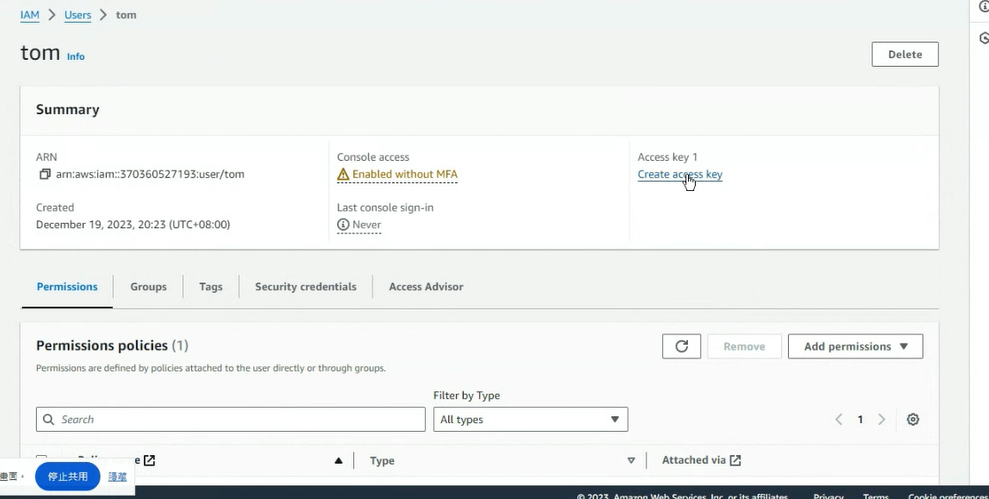 IAM > Users > tom
tom Info
Delete
Summary
ARN
arn:aws:iam::370360527193:user/tom
Created
December 19, 2023, 20:23 (UTC+08:00)
Console access
Enabled without MFA
Last console sign-in
Never
Access key 1
Create access key
Permissions Groups Tags Security credentials Access Advisor
Permissions policies (1)
Remove
Add permissions
Permissions are defined by policies attached to the user directly or through groups.
Filter by Type
Search
All types
1
Type
Attached via
停止共用
隱藏
© 2023, Amazon Web Services, Inc. or its affiliates.
Privacy Terms Cookie preferences